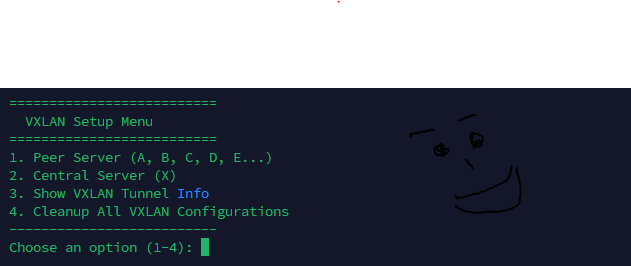 ==========================
VXLAN Setup Menu
==========================
1. Peer Server (A, B, C, D, E...)
2. Central Server (X)
3. Show VXLAN Tunnel Info
4. Cleanup All VXLAN Configurations
--------------------------
Choose an option (1-4):